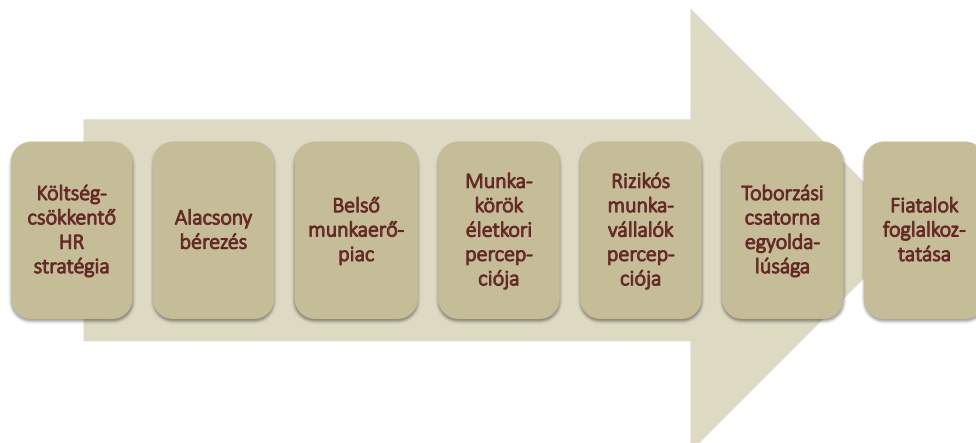 Költség-
csökkentő
HR
stratégia
Alacsony
bérezés
Belső
munkaerő-
piac
Munka-
körök
életkori
percep-
ciója
Rizikós
munka-
vállalók
percep-
ciója
Toborzási
csatorna
egyolda-
lúsága
Fiatalok
foglalkoz-
tatása